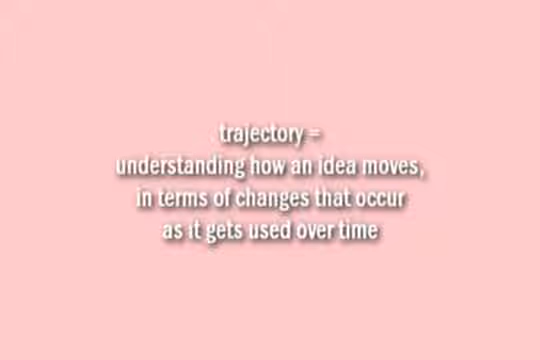 trajectory =
understanding how an idea moves,
in terms of changes that occur
as it gets used over time